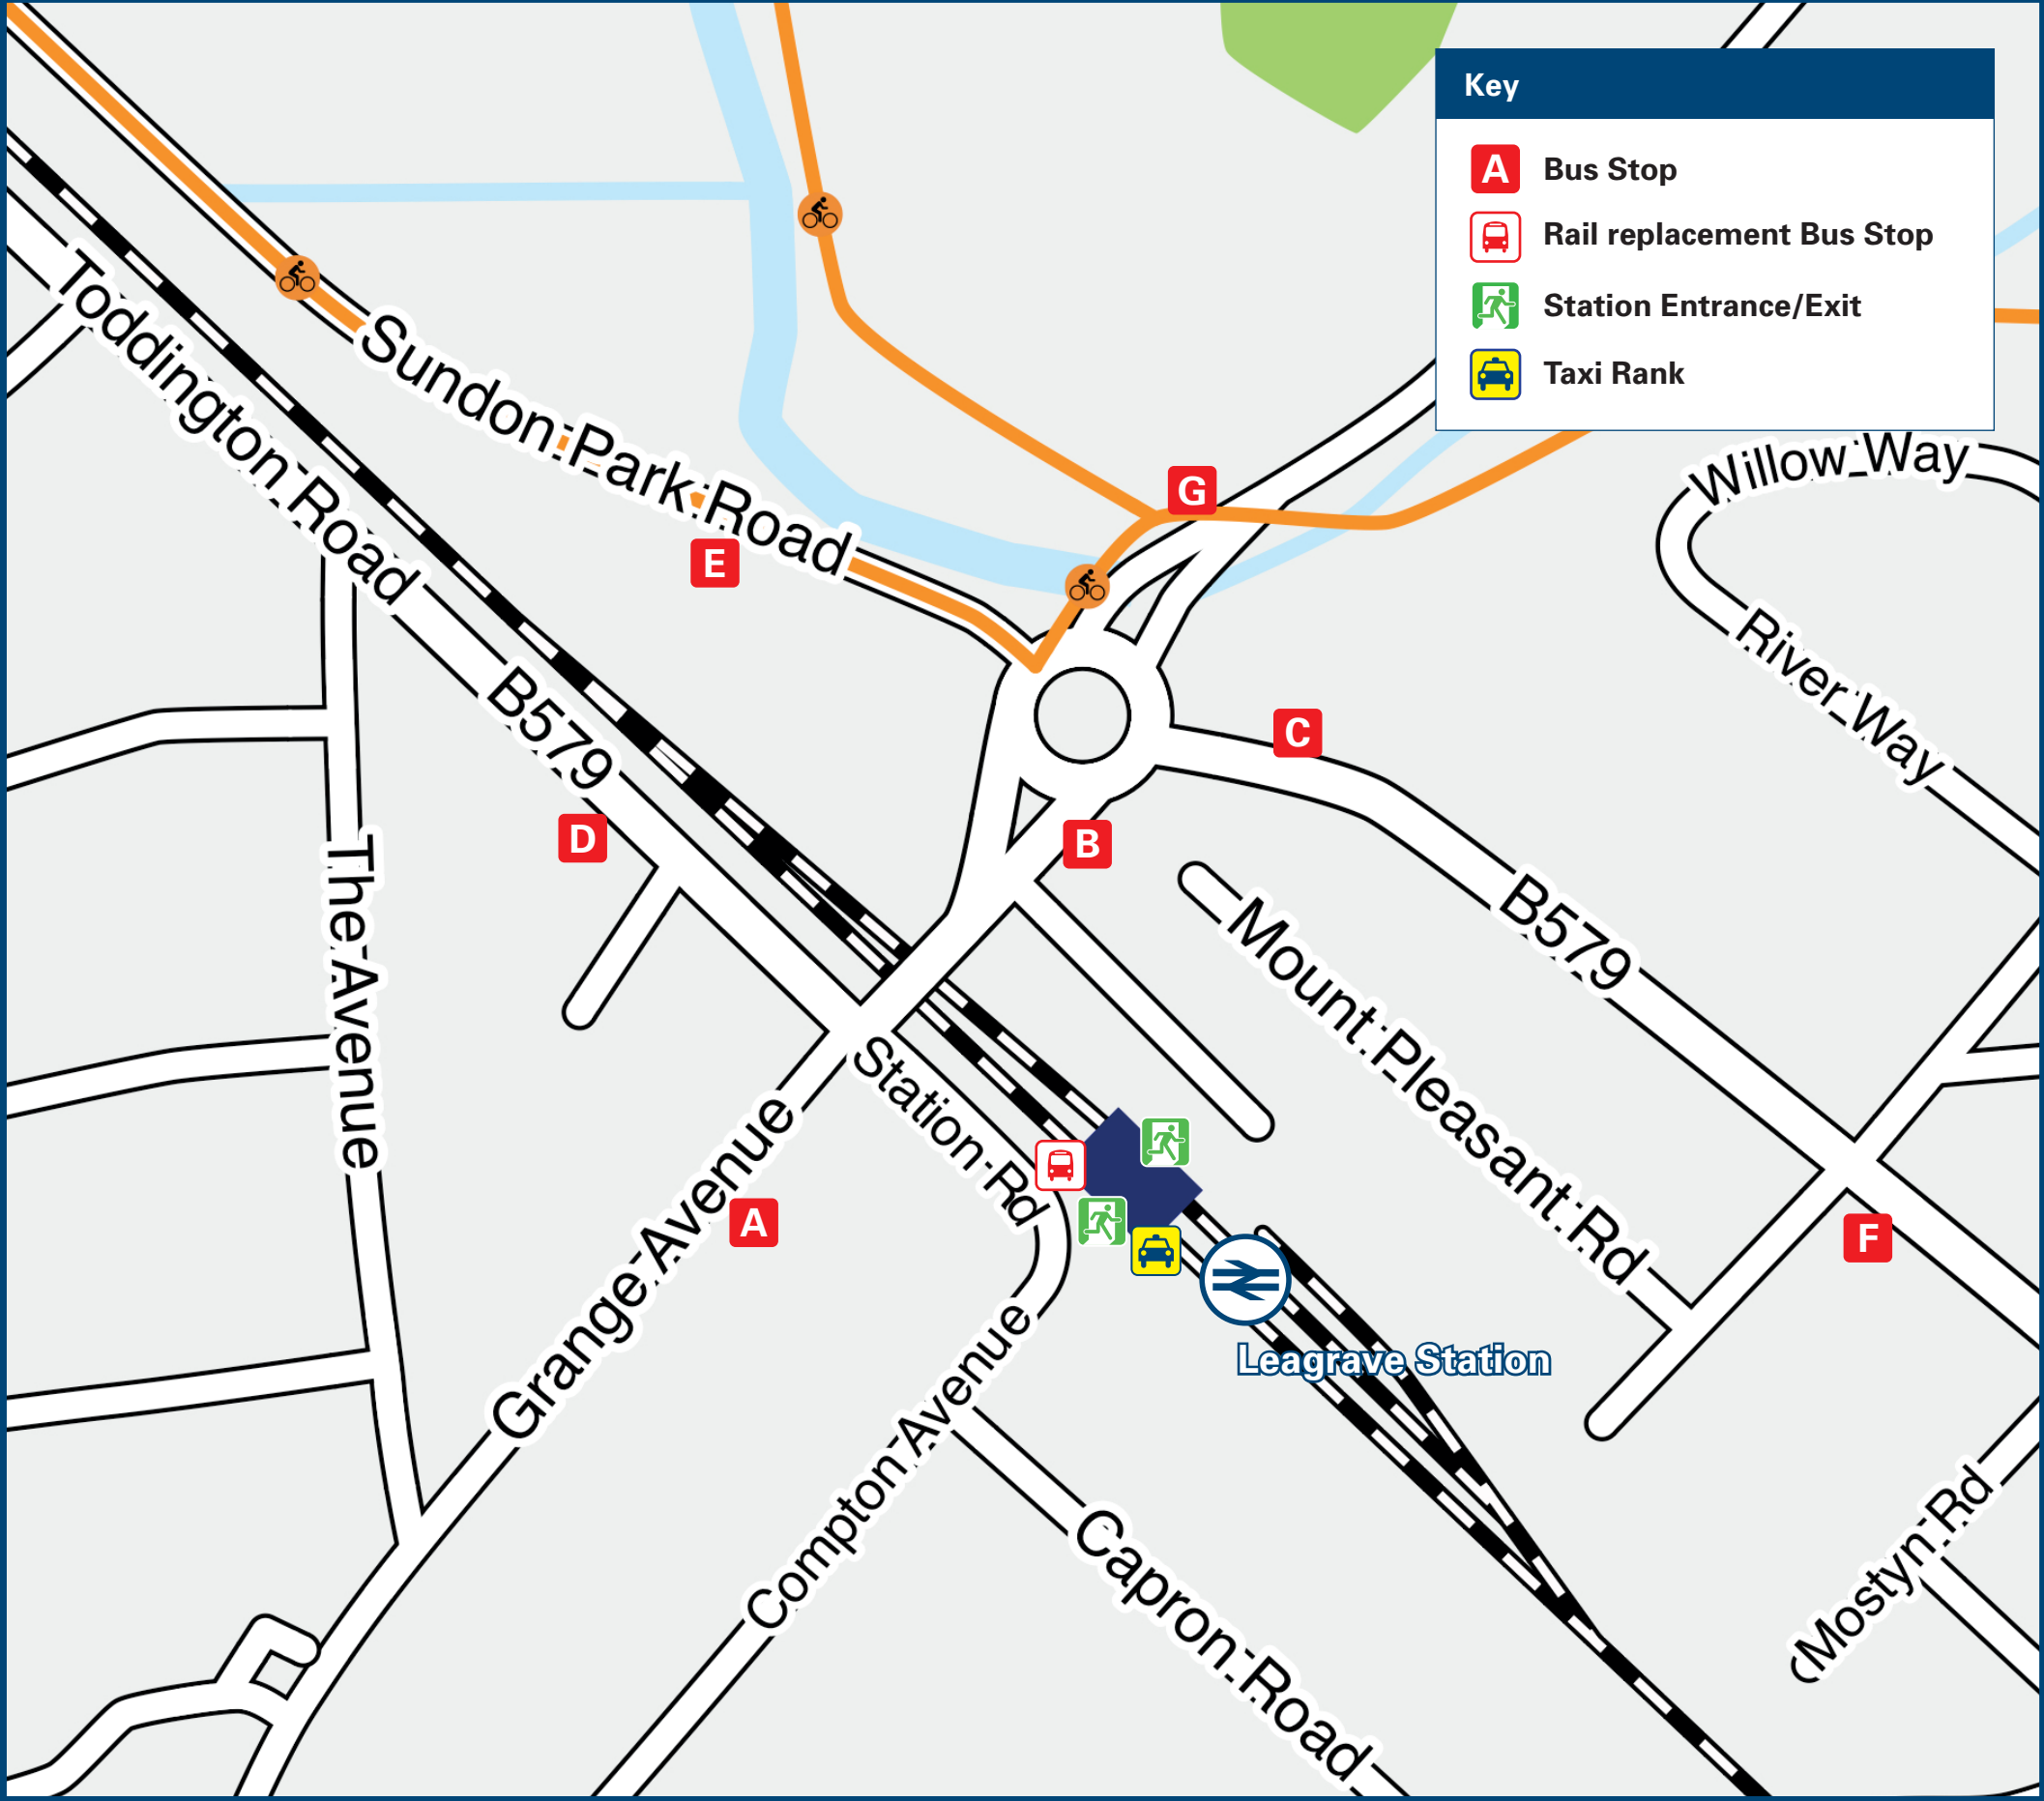 Key
A Bus Stop
Rail replacement Bus Stop
Station Entrance/Exit
Taxi Rank
Toddington Road
Sundon Park Road
G
Willow Way
E
River Way
B579
C
D
B
The Avenue
B579
Mount Pleasant Rd
Station Rd
Grange Avenue
A
F
Leagrave Station
Compton Avenue
Capron Road
Mostyn Rd